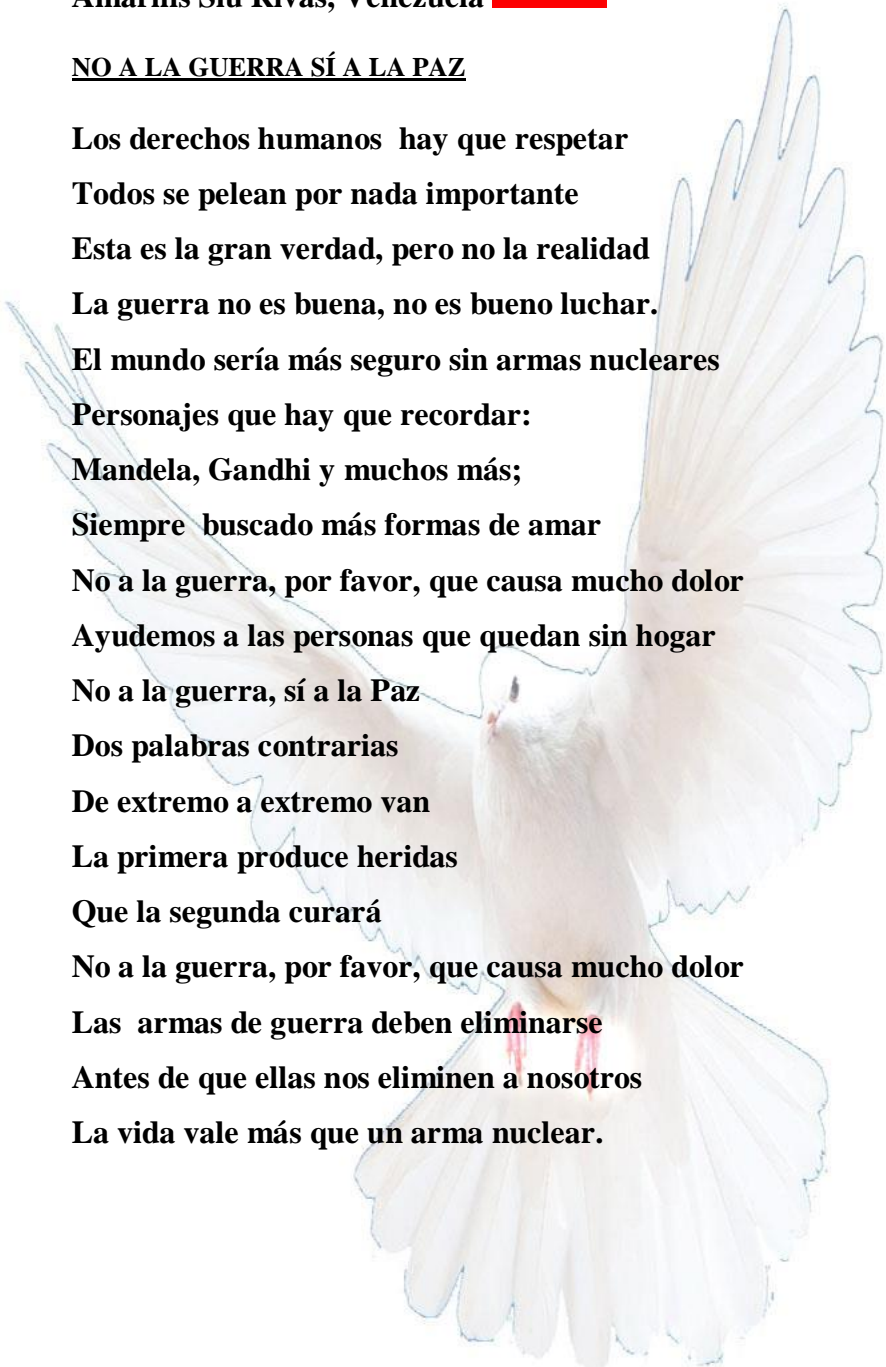 Amarilis Siu Rivas, Venezuela
NO A LA GUERRA SÍ A LA PAZ
Los derechos humanos  hay que respetar
Todos se pelean por nada importante
Esta es la gran verdad, pero no la realidad
La guerra no es buena, no es bueno luchar.
El mundo sería más seguro sin armas nucleares
Personajes que hay que recordar:
Mandela, Gandhi y muchos más;
Siempre  buscado más formas de amar
No a la guerra, por favor, que causa mucho dolor
Ayudemos a las personas que quedan sin hogar
No a la guerra, sí a la Paz
Dos palabras contrarias
De extremo a extremo van
La primera produce heridas
Que la segunda curará
No a la guerra, por favor, que causa mucho dolor
Las  armas de guerra deben eliminarse
Antes de que ellas nos eliminen a nosotros
La vida vale más que un arma nuclear.